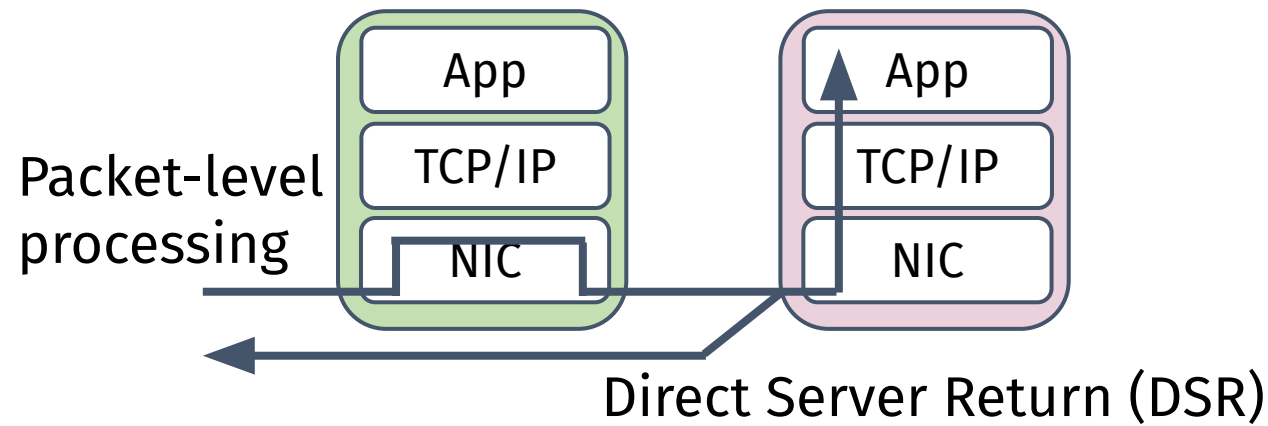 App
TCP/IP
NIC
App
TCP/IP
NIC
Packet-level
processing
Direct Server Return (DSR)